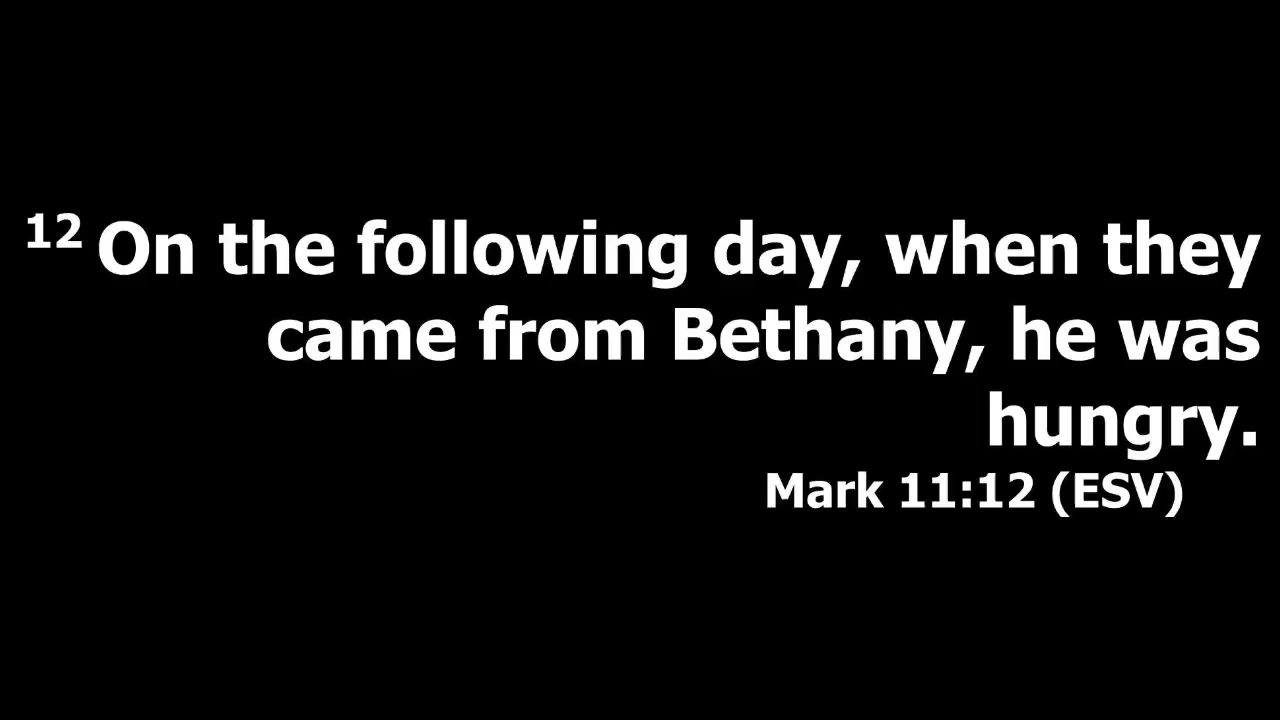 12 On the following day, when they
came from Bethany, he was
hungry.
Mark 11:12 (ESV)